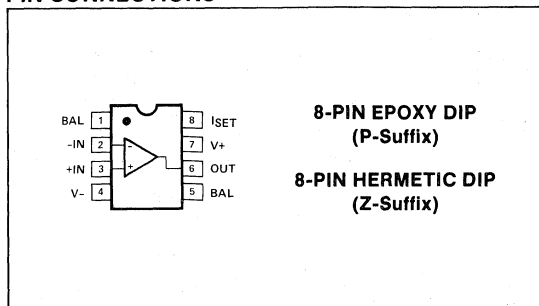 PIN CONNECTIONS
BAL 1
-IN 2
+IN 3
V- 4
8 ISET
7 V+
6 OUT
5 BAL
- +
8-PIN EPOXY DIP
(P-Suffix)
8-PIN HERMETIC DIP
(Z-Suffix)